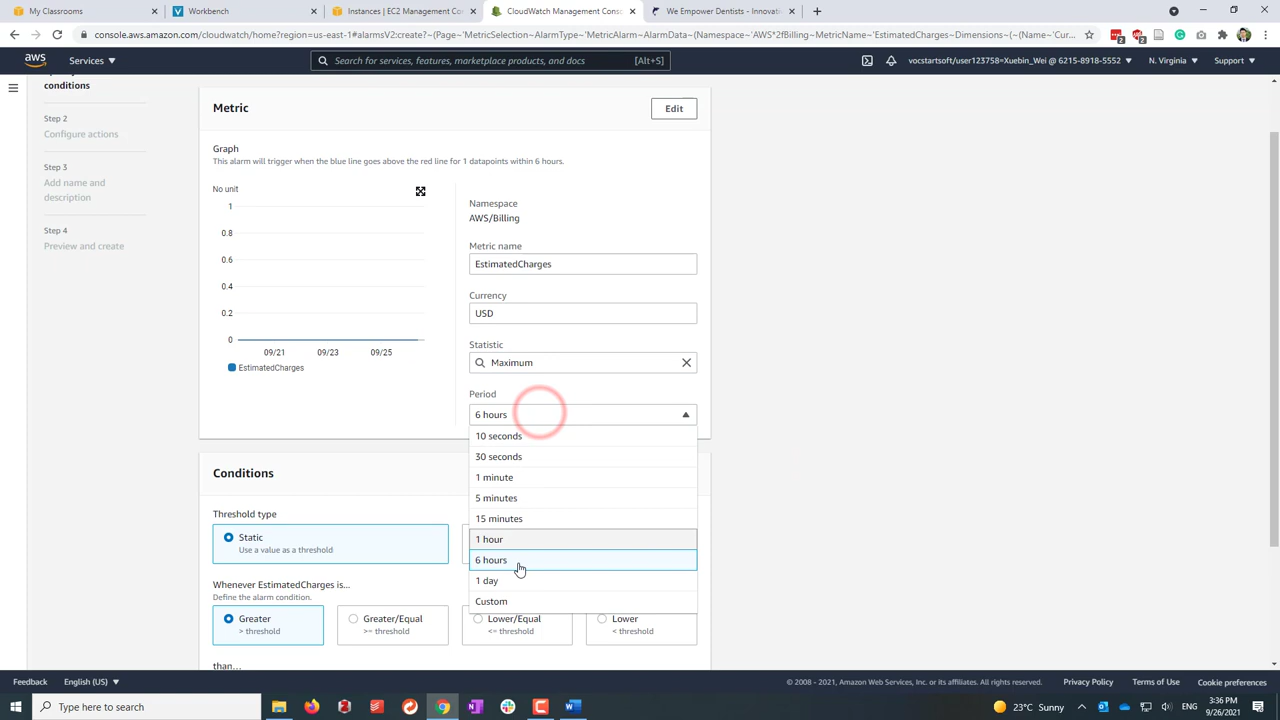 My Classrooms
Workbench
Instances | EC2 Management Con
CloudWatch Management Conso
We Empower Dentists - Innovati
console.aws.amazon.com/cloudwatch/home?region=us-east-1#alarmsV2:create?~(Page~'MetricSelection~AlarmType~'MetricAlarm~AlarmData~(Namespace~'AWS*2fBilling~MetricName~'EstimatedCharges~Dimensions~(~(Name~'Cur...
aws
Services
Search for services, features, marketplace products, and docs
[Alt+S]
vocstartsoft/user123758=Xuebin_Wei @ 6215-8918-5552
N. Virginia
Support
conditions
Step 2
Configure actions
Step 3
Add name and
description
Step 4
Preview and create
Metric
Edit
Graph
This alarm will trigger when the blue line goes above the red line for 1 datapoints within 6 hours.
No unit
1
0.8
0.6
0.4
0.2
0
09/21
09/23
09/25
EstimatedCharges
Namespace
AWS/Billing
Metric name
EstimatedCharges
Currency
USD
Statistic
Maximum
Period
6 hours
10 seconds
30 seconds
1 minute
5 minutes
15 minutes
1 hour
6 hours
1 day
Custom
Conditions
Threshold type
Static
Use a value as a threshold
Whenever EstimatedCharges is...
Define the alarm condition.
Greater
> threshold
Greater/Equal
>= threshold
Lower/Equal
<= threshold
Lower
< threshold
than...
Feedback
English (US)
© 2008 - 2021, Amazon Web Services, Inc. or its affiliates. All rights reserved.
Privacy Policy
Terms of Use
Cookie preferences
Type here to search
23°C Sunny
3:36 PM
9/26/2021